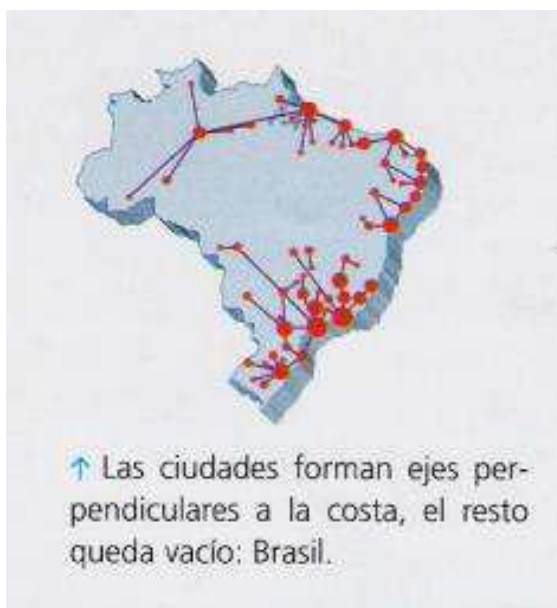 ↑ Las ciudades forman ejes per-
pendiculares a la costa, el resto
queda vacío: Brasil.